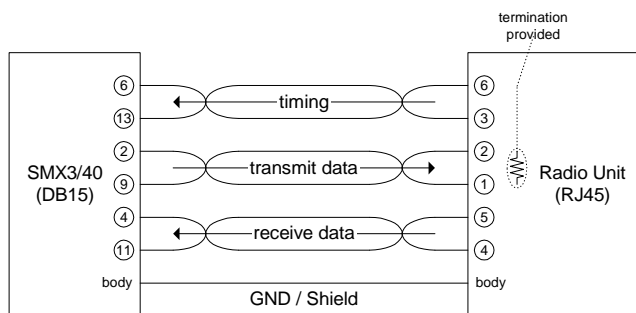 termination
provided
6
timing
6
13
3
2
transmit data
2
SMX3/40
(DB15)
9
1
Radio Unit
(RJ45)
4
receive data
5
11
4
body
body
GND / Shield